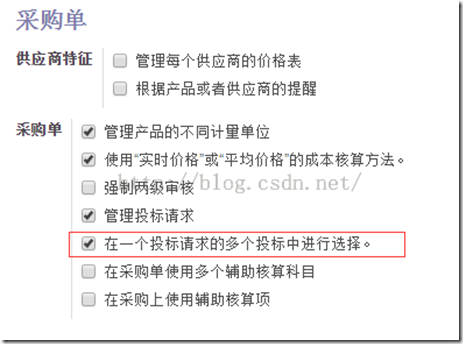 采购单
供应商特征
管理每个供应商的价格表
根据产品或者供应商的提醒
采购单
管理产品的不同计量单位
使用“实时价格”或“平均价格”的成本核算方法。
强制两级审核
http://blog.csdn.net/
管理投标请求
在一个投标请求的多个投标中进行选择。
在采购单使用多个辅助核算科目
在采购上使用辅助核算项